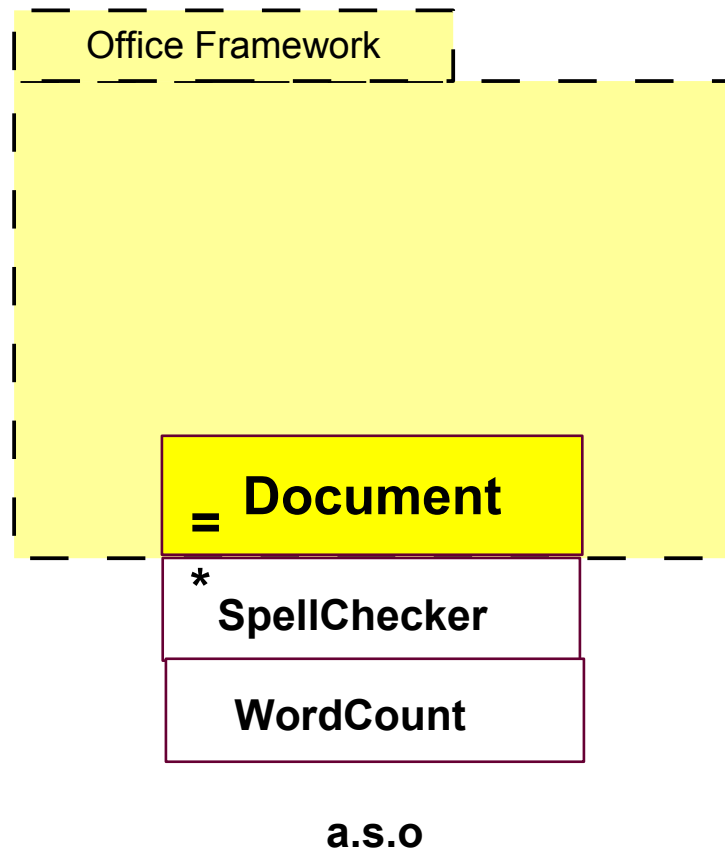 Office Framework
Document
=
*
SpellChecker
WordCount
a.s.o